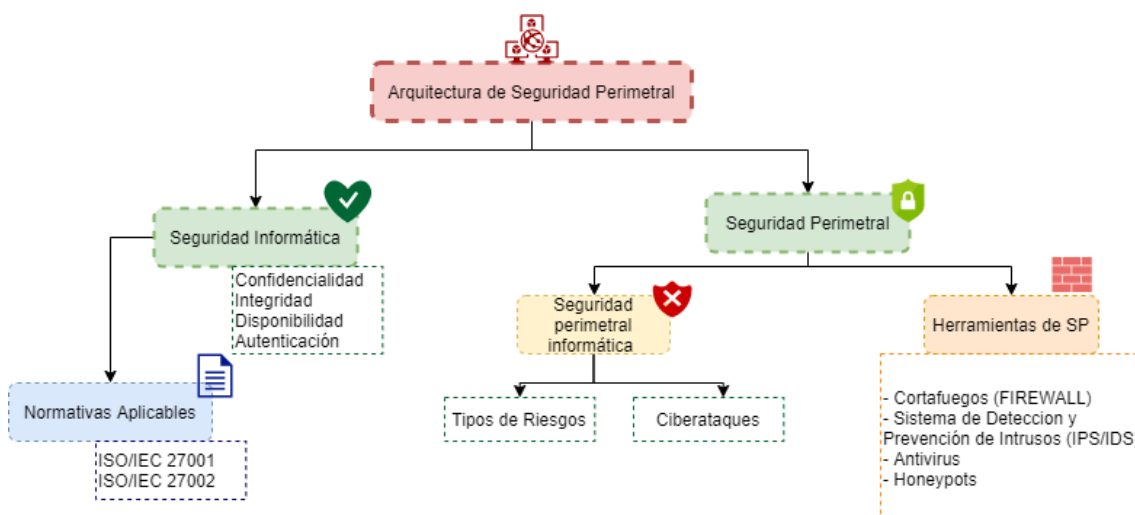 Arquitectura de Seguridad Perimetral
Seguridad Informática
Confidencialidad
Integridad
Disponibilidad
Autenticación
Normativas Aplicables
ISO/IEC 27001
ISO/IEC 27002
Seguridad Perimetral
Seguridad
perimetral
informática
Tipos de Riesgos
Ciberataques
Herramientas de SP
- Cortafuegos (FIREWALL)
- Sistema de Deteccion y
Prevención de Intrusos (IPS/IDS
- Antivirus
- Honeypots